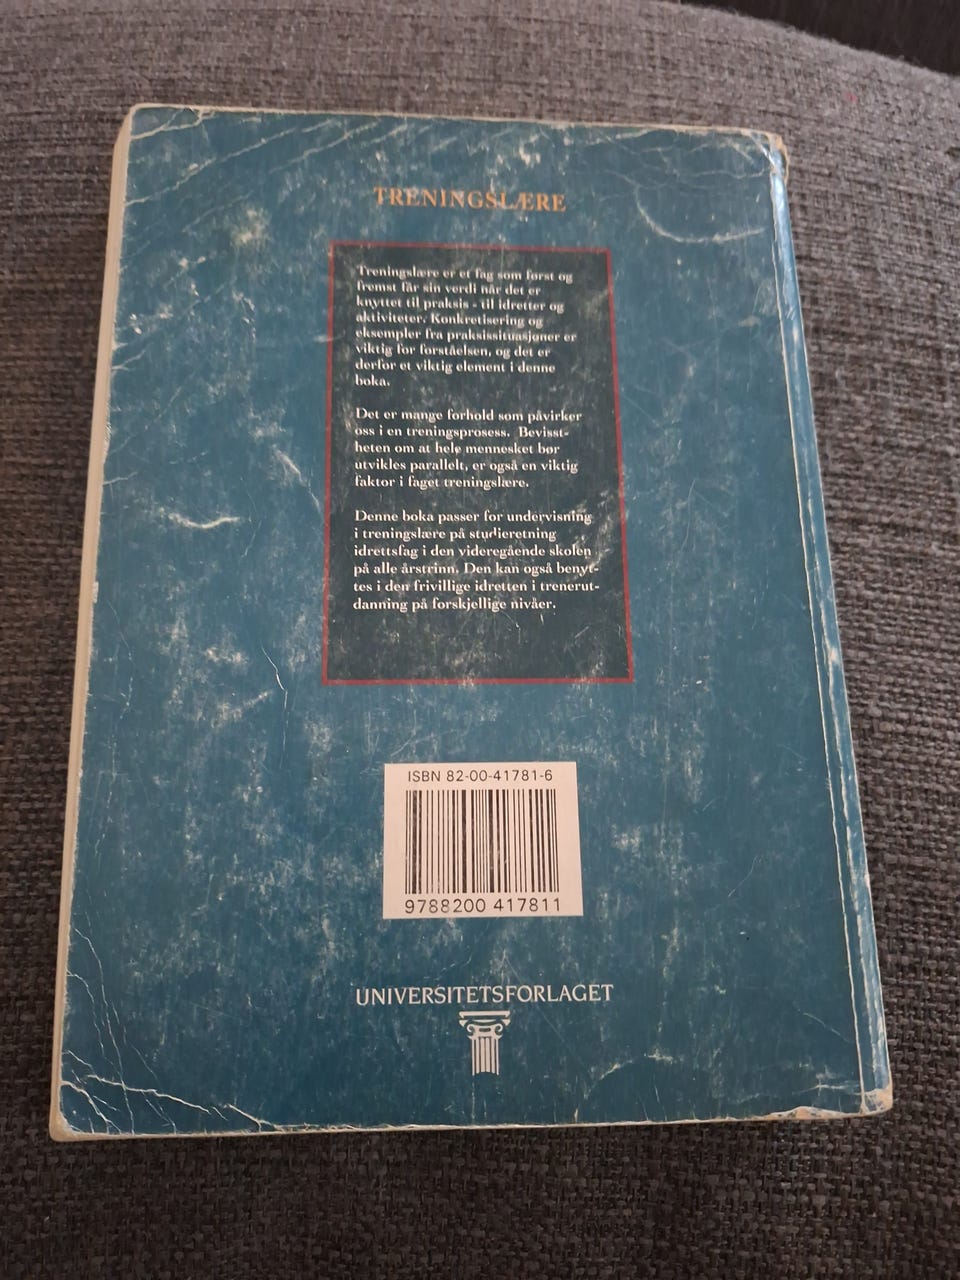 TRENINGSLÆRE
Treningslære er et fag som først og
fremst får sin verdi når det er
knyttet til praksis - til idretter og
aktiviteter. Konkretisering og
eksempler fra praksissituasjoner er
viktig for forståelsen, og det er
derfor et viktig element i denne
boka.
Det er mange forhold som påvirker
oss i en treningsprosess. Bevisst-
heten om at hele mennesket bør
utvikles parallelt, er også en viktig
faktor i faget treningslære.
Denne boka passer for undervisning
i treningslære på studieretning
idrettsfag i den videregående skolen
på alle årstrinn. Den kan også benyt-
tes i den frivillige idretten i trenerut-
danning på forskjellige nivåer.
ISBN 82-00-41781-6
9788200 417811
UNIVERSITETSFORLAGET